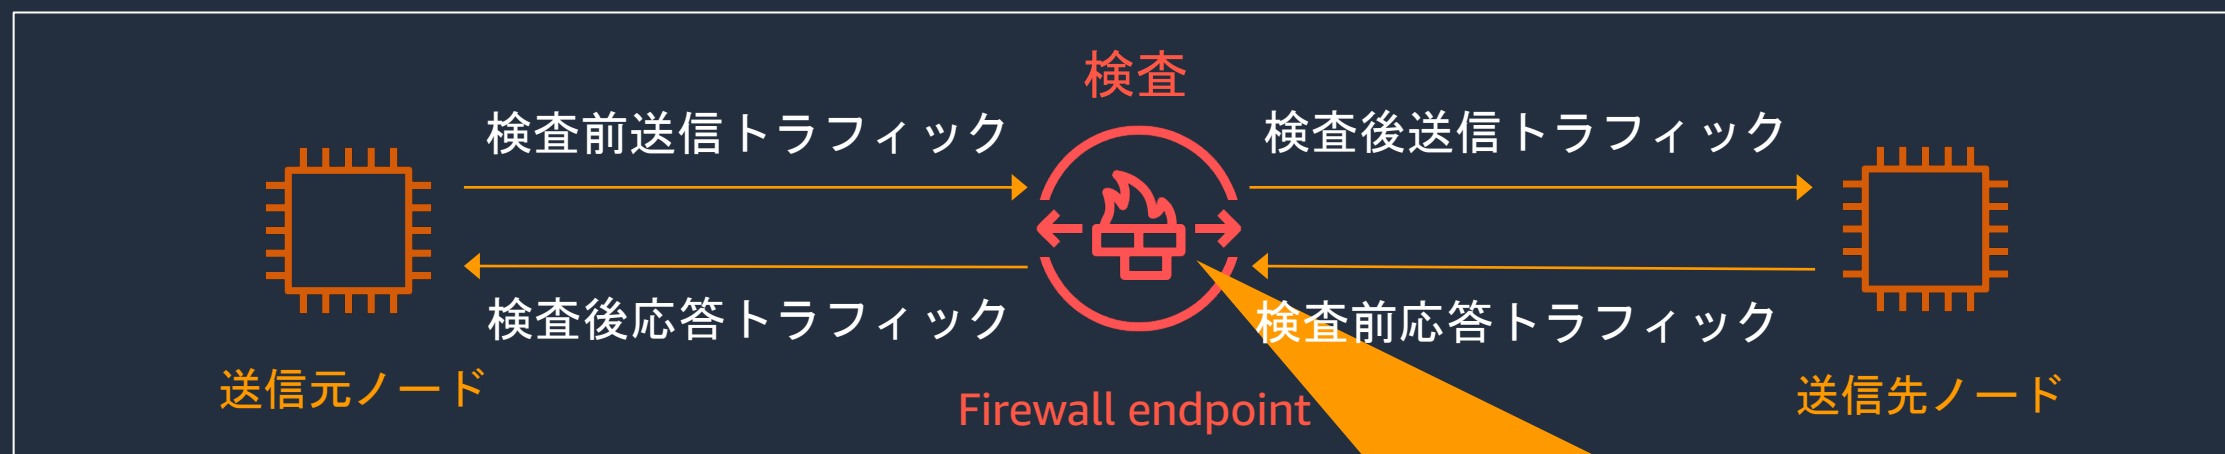 検査
検査前送信トラフィック
検査後送信トラフィック
検査後応答トラフィック
検査前応答トラフィック
送信元ノード
Firewall endpoint
送信先ノード